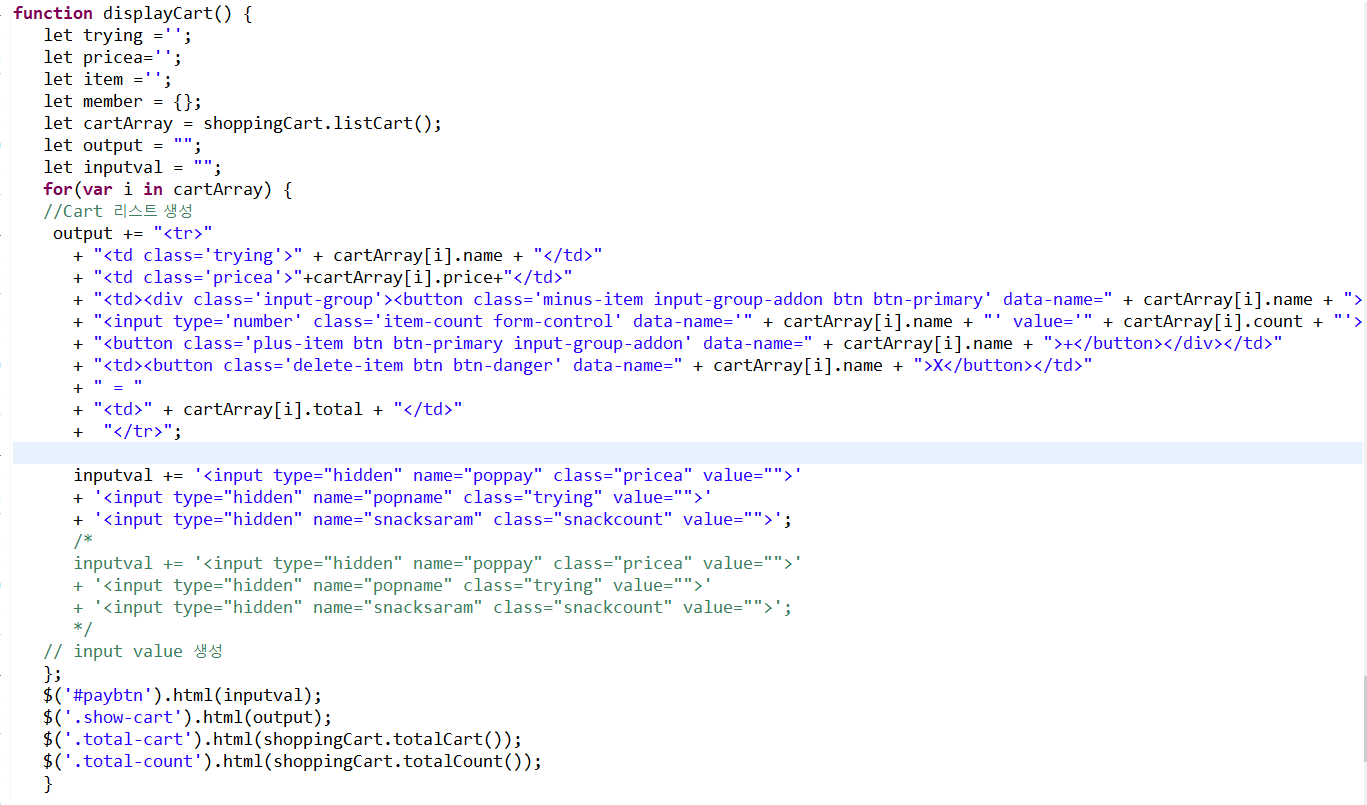 function displayCart() {
let trying ='';
let pricea='';
let item ='';
let member = {};
let cartArray = shoppingCart.listCart();
let output = "";
let inputval = "";
for(var i in cartArray) {
//Cart 리스트 생성
output += "<tr>"
+ "<td class='trying'>" + cartArray[i].name + "</td>"
+ "<td class='pricea'>"+cartArray[i].price+"</td>"
+ "<td><div class='input-group'><button class='minus-item input-group-addon btn btn-primary' data-name=" + cartArray[i].name + ">
+ "<input type='number' class='item-count form-control' data-name='" + cartArray[i].name + "' value='" + cartArray[i].count + "'>
+ "<button class='plus-item btn btn-primary input-group-addon' data-name=" + cartArray[i].name + ">+</button></div></td>"
+ "<td><button class='delete-item btn btn-danger' data-name=" + cartArray[i].name + ">X</button></td>"
+ " = "
+ "<td>" + cartArray[i].total + "</td>"
+  "</tr>";
inputval += '<input type="hidden" name="poppay" class="pricea" value="">'
+ '<input type="hidden" name="popname" class="trying" value="">'
+ '<input type="hidden" name="snacksaram" class="snackcount" value="">';
/*
inputval += '<input type="hidden" name="poppay" class="pricea" value="">'
+ '<input type="hidden" name="popname" class="trying" value="">'
+ '<input type="hidden" name="snacksaram" class="snackcount" value="">';
*/
// input value 생성
};
$('#paybtn').html(inputval);
$('.show-cart').html(output);
$('.total-cart').html(shoppingCart.totalCart());
$('.total-count').html(shoppingCart.totalCount());
}